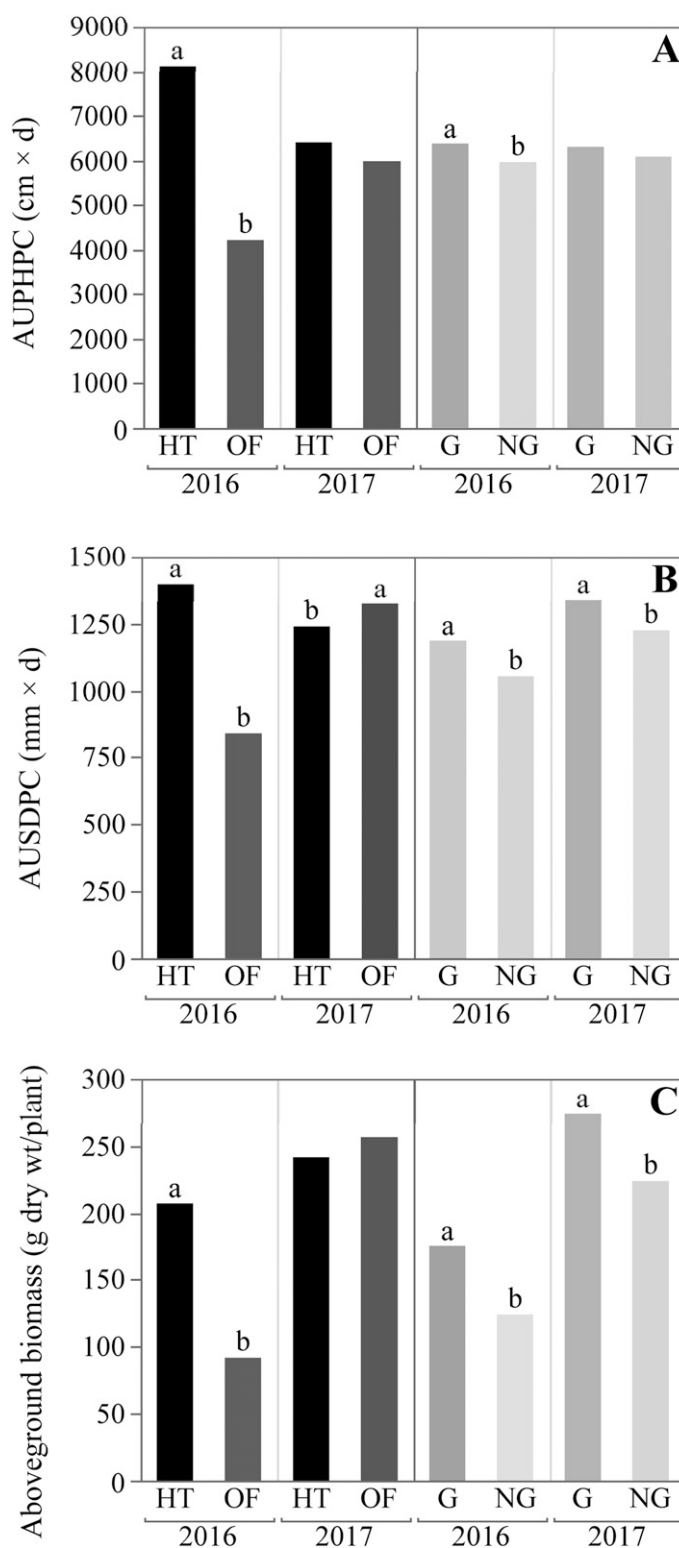 A
AUPHPC (cm × d)
9000
8000
7000
6000
5000
4000
3000
2000
1000
0
a
b
a
b
HT OF HT OF G NG G NG
2016 2017 2016 2017
B
AUSDPC (mm × d)
1500
1250
1000
750
500
250
0
a
b
b
a
a
b
a
b
HT OF HT OF G NG G NG
2016 2017 2016 2017
C
Aboveground biomass (g dry wt/plant)
300
250
200
150
100
50
0
a
b
a
b
a
b
HT OF HT OF G NG G NG
2016 2017 2016 2017